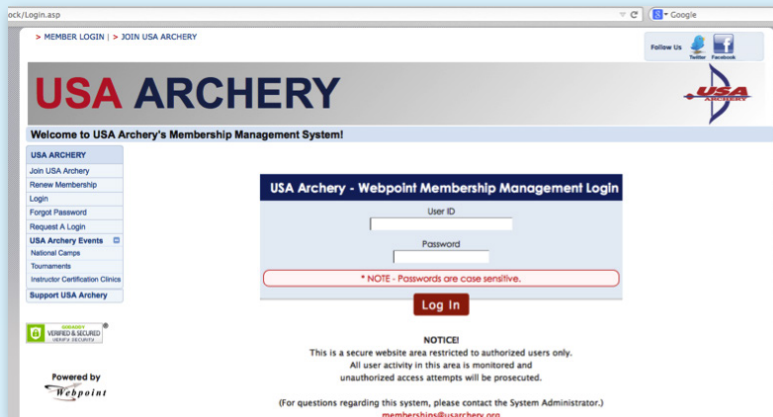 ock/Login.asp
Google
> MEMBER LOGIN | > JOIN USA ARCHERY
Follow Us
Twitter Facebook
USA ARCHERY
USA
ARCHERY
Welcome to USA Archery's Membership Management System!
USA ARCHERY
Join USA Archery
Renew Membership
Login
Forgot Password
Request A Login
USA Archery Events
National Camps
Tournaments
Instructor Certification Clinics
Support USA Archery
USA Archery - Webpoint Membership Management Login
User ID
Password
* NOTE - Passwords are case sensitive.
Log In
VERIFIED & SECURED
VERIFY SECURITY
Powered by
Webpoint
NOTICE!
This is a secure website area restricted to authorized users only.
All user activity in this area is monitored and
unauthorized access attempts will be prosecuted.
(For questions regarding this system, please contact the System Administrator.)
memberships@usarchery.org